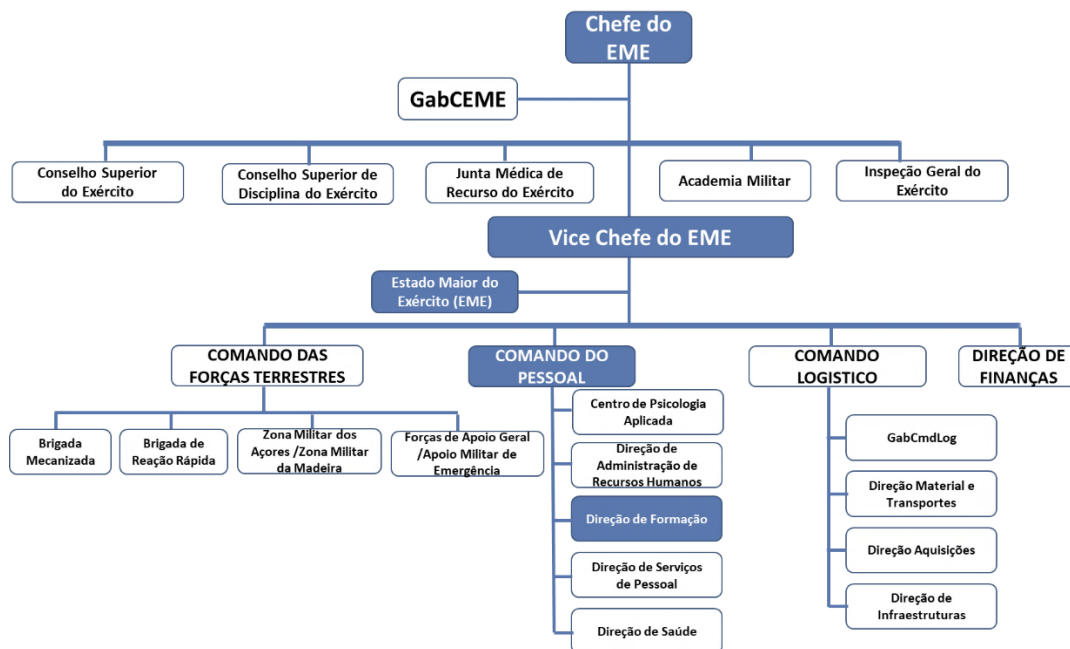 Chefe do
EME
GabCEME
Conselho Superior
do Exército
Conselho Superior de
Disciplina do Exército
Junta Médica de
Recurso do Exército
Academia Militar
Inspeção Geral do
Exército
Vice Chefe do EME
Estado Maior do
Exército (EME)
COMANDO DAS
FORÇAS TERRESTRES
COMANDO DO
PESSOAL
COMANDO
LOGISTICO
DIREÇÃO DE
FINANÇAS
Brigada
Mecanizada
Brigada de
Reação Rápida
Zona Militar dos
Açores /Zona Militar
da Madeira
Forças de Apoio Geral
/Apoio Militar de
Emergência
Centro de Psicologia
Aplicada
Direção de
Administração de
Recursos Humanos
Direção de Formação
Direção de Serviços
de Pessoal
Direção de Saúde
GabCmdLog
Direção Material e
Transportes
Direção Aquisições
Direção de
Infraestruturas